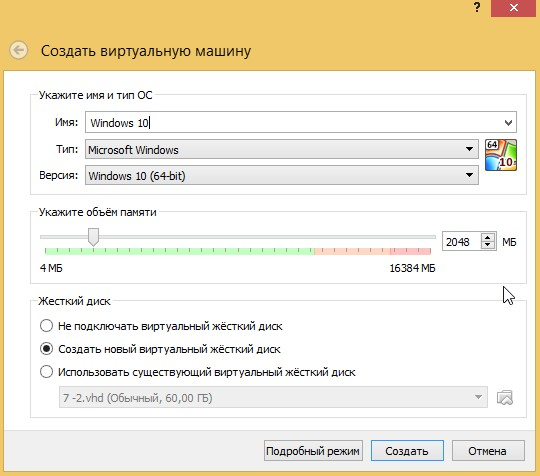 ?
Создать виртуальную машину
Укажите имя и тип ОС
Имя: Windows 10
Тип: Microsoft Windows
64
10
Версия: Windows 10 (64-bit)
Укажите объём памяти
2048 МБ
4 МБ 16384 МБ
Жесткий диск
Не подключать виртуальный жёсткий диск
Создать новый виртуальный жёсткий диск
Использовать существующий виртуальный жёсткий диск
7 -2.vhd (Обычный, 60,00 ГБ)
Подробный режим Создать Отмена